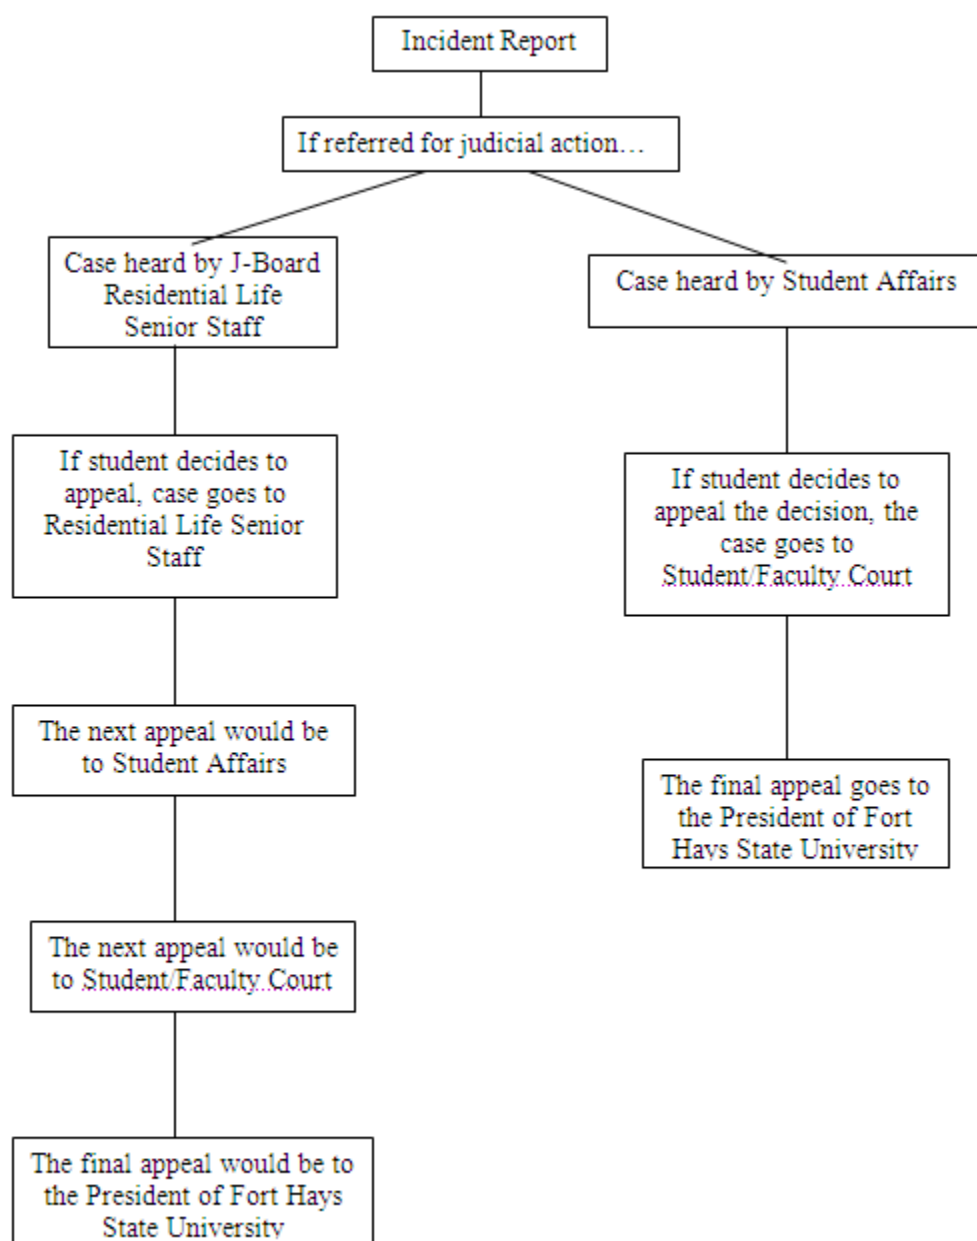 Incident Report
If referred for judicial action…
Case heard by J-Board
Residential Life
Senior Staff
Case heard by Student Affairs
If student decides to
appeal, case goes to
Residential Life Senior
Staff
If student decides to
appeal the decision, the
case goes to
Student/Faculty Court
The next appeal would be
to Student Affairs
The final appeal goes to
the President of Fort
Hays State University
The next appeal would be
to Student/Faculty Court
The final appeal would be to
the President of Fort Hays
State University